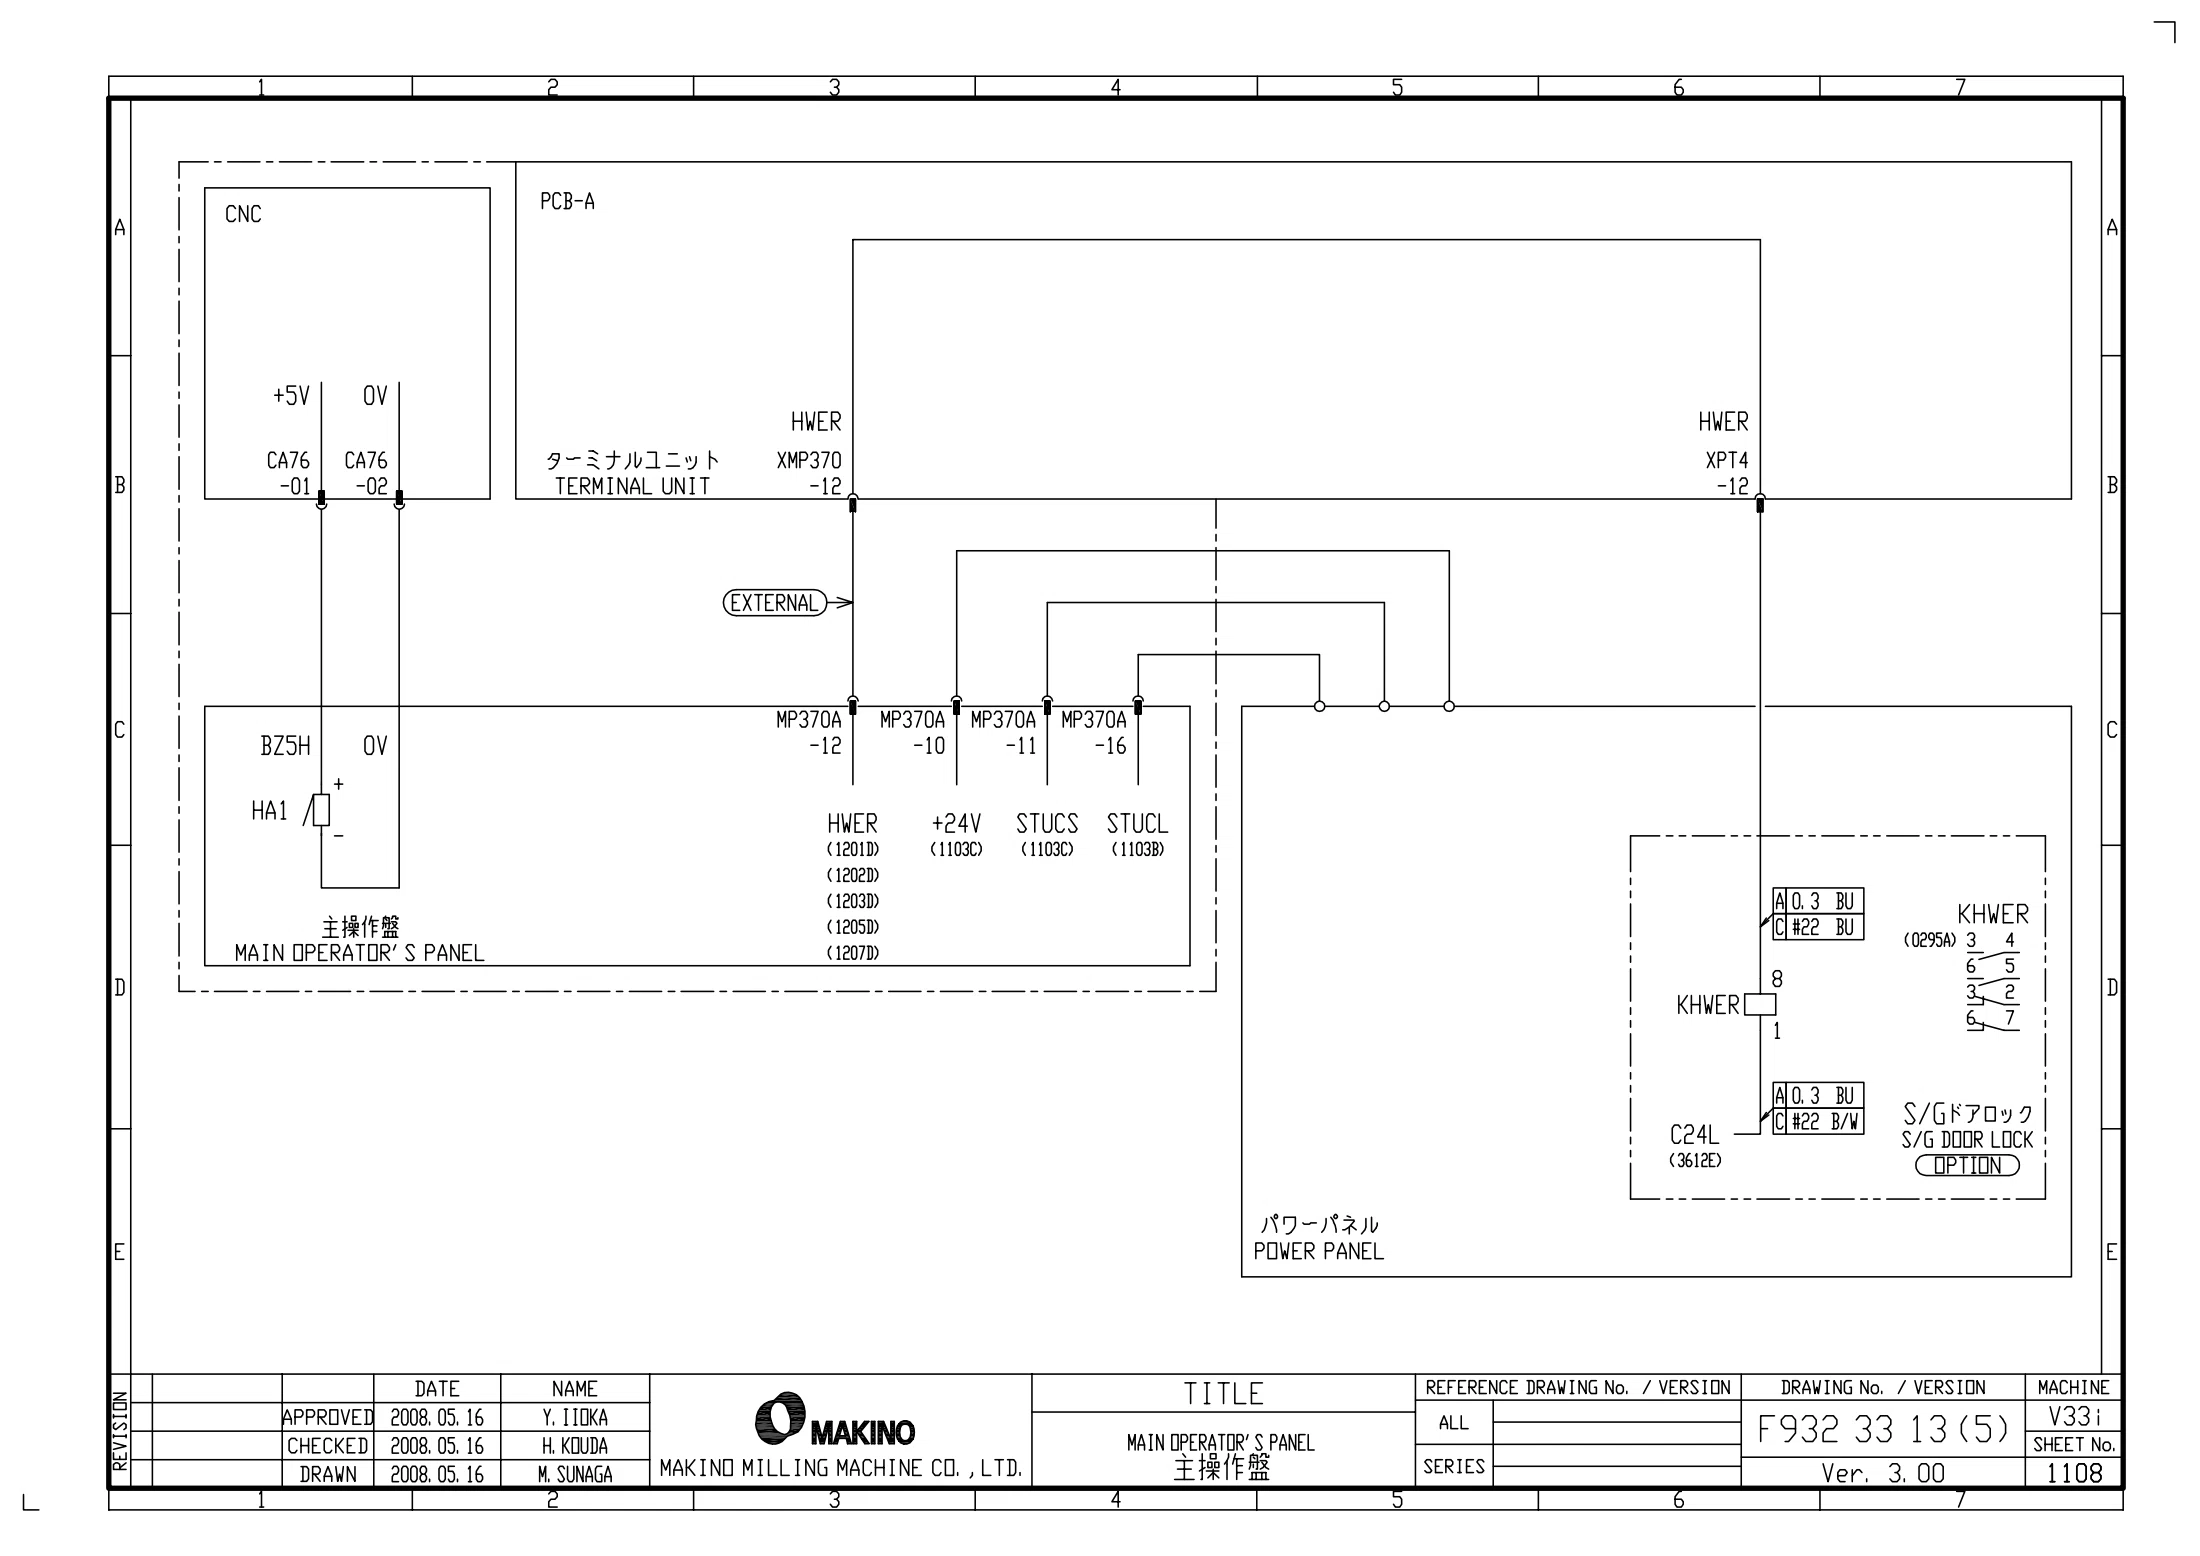 1 2 3 4 5 6 7
A A
B B
C C
D D
E E
CNC
PCB-A
+5V 0V
HWER HWER
CA76 CA76
-01 -02
ターミナルユニット
TERMINAL UNIT
XMP370
-12
XPT4
-12
EXTERNAL
MP370A MP370A MP370A MP370A
-12 -10 -11 -16
BZ5H 0V
+
HA1
-
HWER +24V STUCS STUCL
(1201D) (1103C) (1103C) (1103B)
(1202D)
(1203D)
(1205D)
(1207D)
主操作盤
MAIN OPERATOR'S PANEL
A 0.3 BU
C #22 BU
KHWER
(0295A) 3 4
6 5
3 2
6 7
8
KHWER
1
A 0.3 BU
C #22 B/W
C24L
(3612E)
S/Gドアロック
S/G DOOR LOCK
OPTION
パワーパネル
POWER PANEL
REVISION
DATE NAME
APPROVED 2008.05.16 Y. IIOKA
CHECKED 2008.05.16 H. KOUDA
DRAWN 2008.05.16 M. SUNAGA
MAKINO
MAKINO MILLING MACHINE CO.,LTD.
TITLE
MAIN OPERATOR'S PANEL
主操作盤
REFERENCE DRAWING No. / VERSION
ALL
SERIES
DRAWING No. / VERSION
F932 33 13(5)
Ver. 3.00
MACHINE
V33i
SHEET No.
1108
1 2 3 4 5 6 7